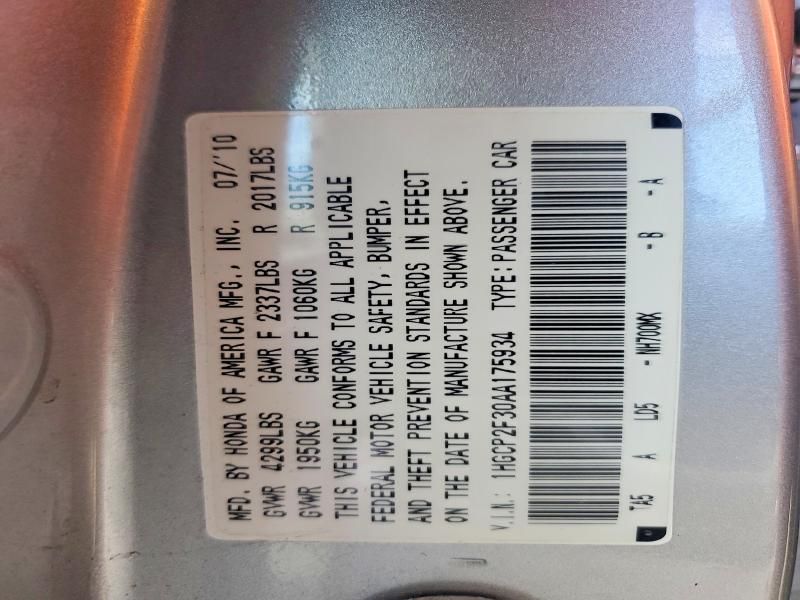 MFD. BY HONDA OF AMERICA MFG., INC. 07/'10
GVWR 4299LBS GAWR F 2337LBS R 2017LBS
GVWR 1950KG GAWR F 1060KG R 915KG
THIS VEHICLE CONFORMS TO ALL APPLICABLE
FEDERAL MOTOR VEHICLE SAFETY, BUMPER,
AND THEFT PREVENTION STANDARDS IN EFFECT
ON THE DATE OF MANUFACTURE SHOWN ABOVE.
V.I.N.: 1HGCP2F30AA175934 TYPE: PASSENGER CAR
TA5 A LD5 - NH700MX - B - A